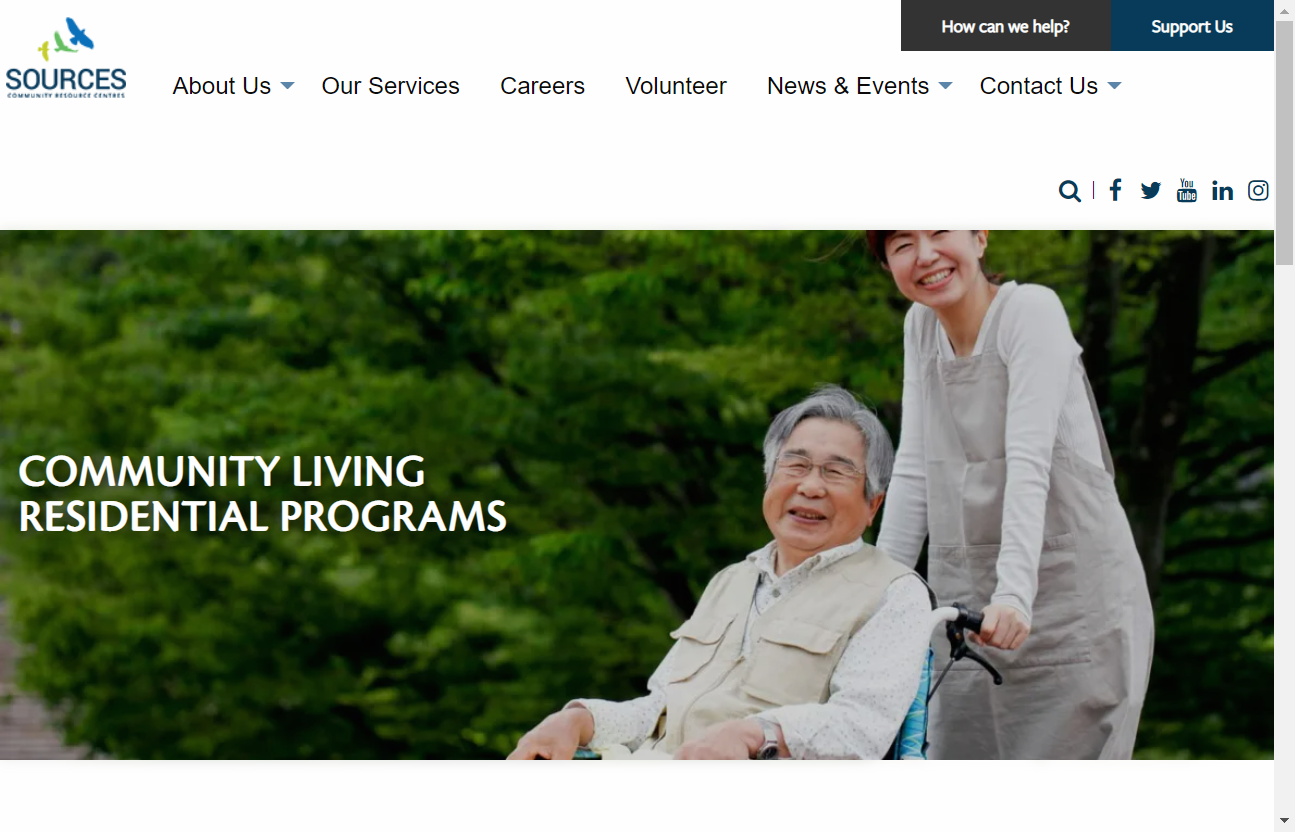 How can we help?
Support Us
SOURCES
COMMUNITY RESOURCE CENTRES
About Us
Our Services
Careers
Volunteer
News & Events
Contact Us
You
Tube
COMMUNITY LIVING
RESIDENTIAL PROGRAMS